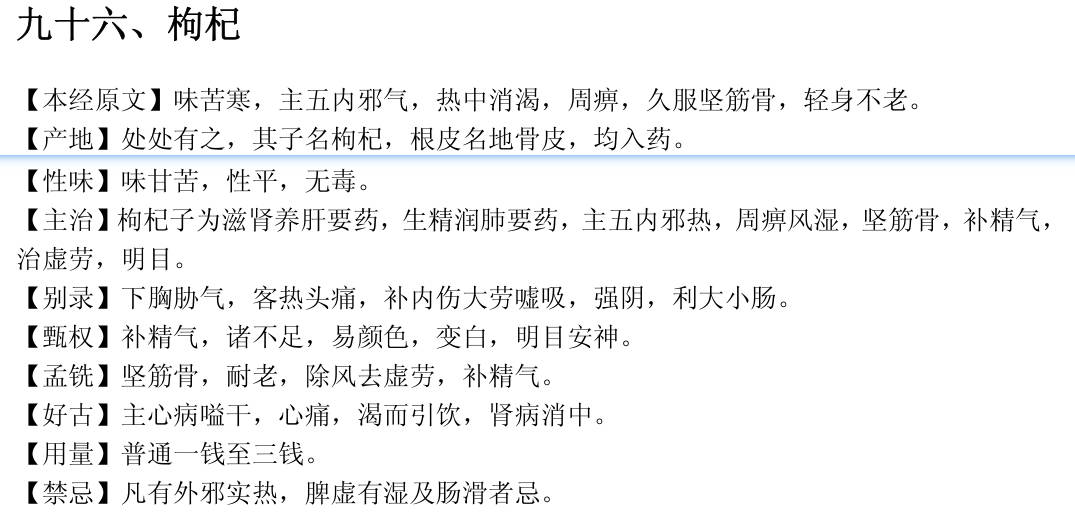 九十六、枸杞
【本经原文】味苦寒，主五内邪气，热中消渴，周痹，久服坚筋骨，轻身不老。
【产地】处处有之，其子名枸杞，根皮名地骨皮，均入药。
【性味】味甘苦，性平，无毒。
【主治】枸杞子为滋肾养肝要药，生精润肺要药，主五内邪热，周痹风湿，坚筋骨，补精气，
治虚劳，明目。
【别录】下胸胁气，客热头痛，补内伤大劳嘘吸，强阴，利大小肠。
【甄权】补精气，诸不足，易颜色，变白，明目安神。
【孟铣】坚筋骨，耐老，除风去虚劳，补精气。
【好古】主心病嗌干，心痛，渴而引饮，肾病消中。
【用量】普通一钱至三钱。
【禁忌】凡有外邪实热，脾虚有湿及肠滑者忌。